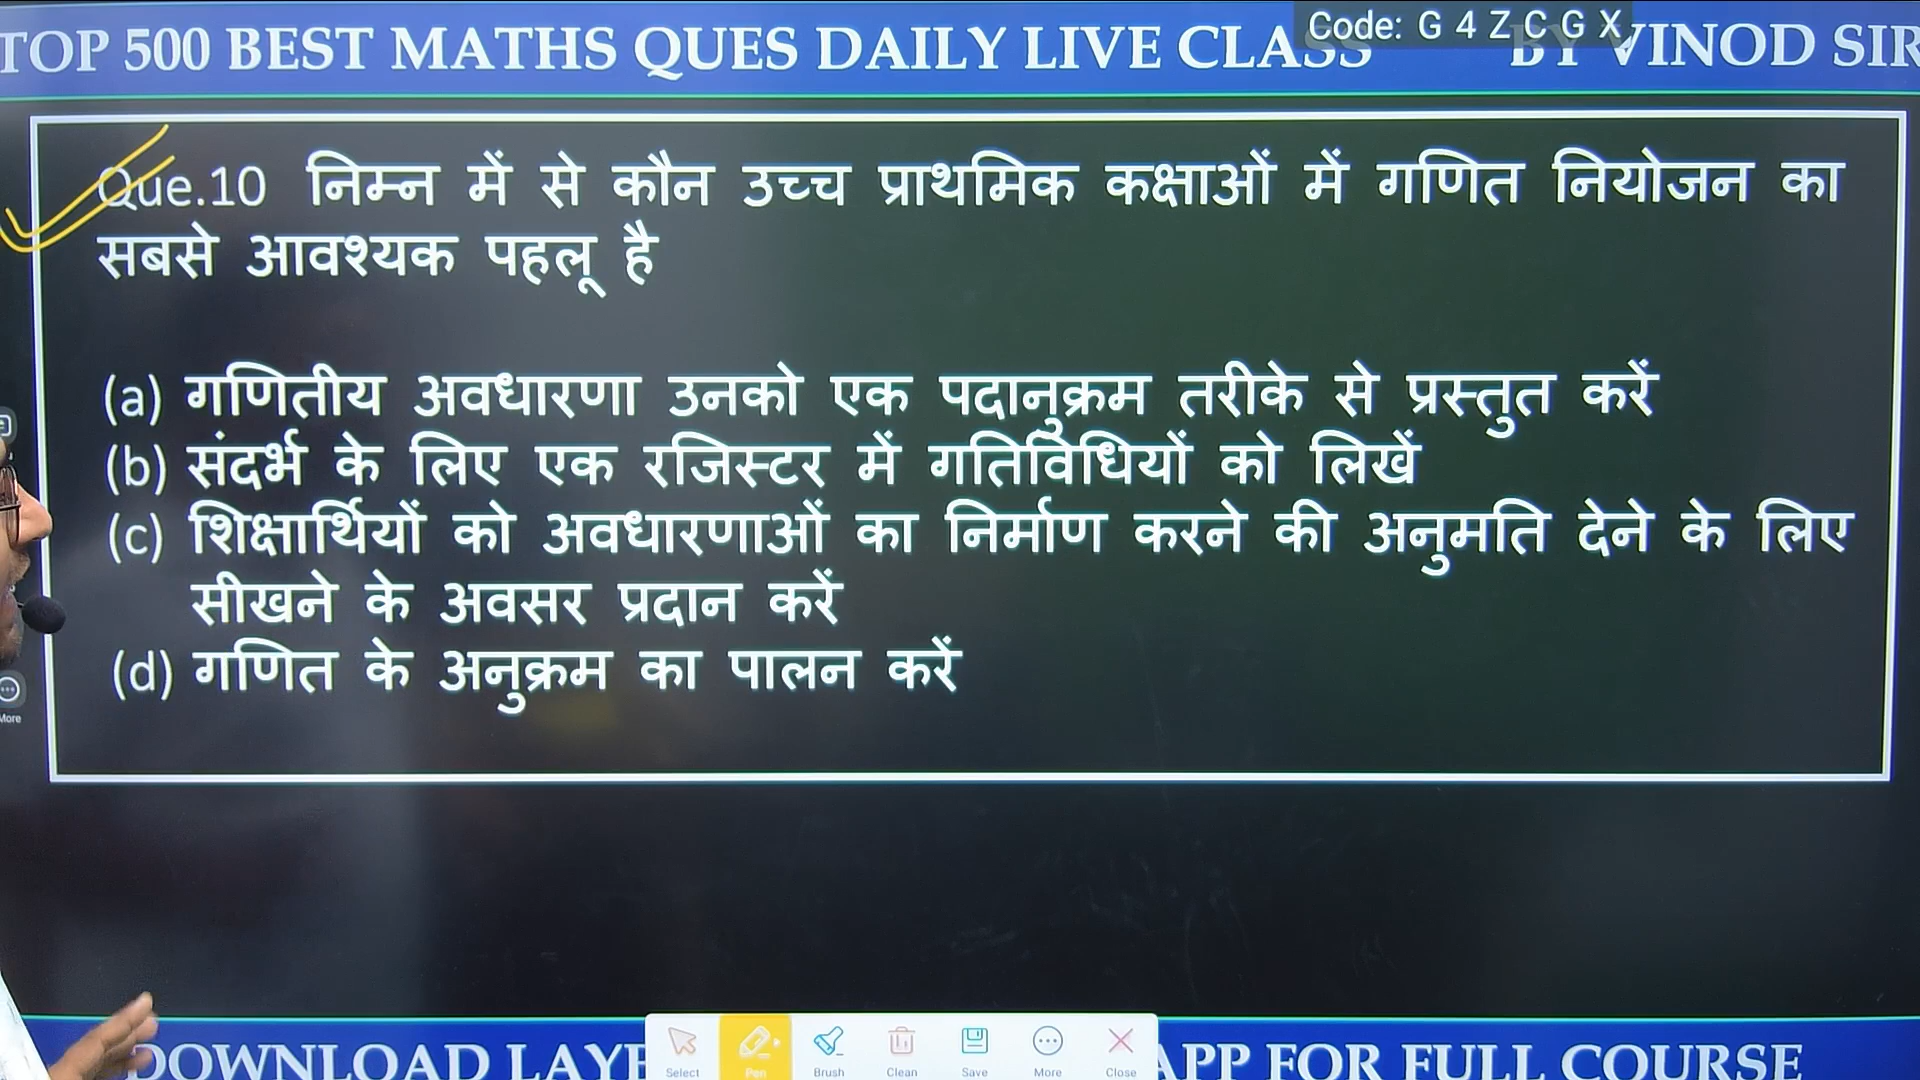 TOP 500 BEST MATHS QUES DAILY LIVE CLASS BY VINOD SIR
Code: G 4 Z C G X
Que.10 निम्न में से कौन उच्च प्राथमिक कक्षाओं में गणित नियोजन का
सबसे आवश्यक पहलू है
(a) गणितीय अवधारणा उनको एक पदानुक्रम तरीके से प्रस्तुत करें
(b) संदर्भ के लिए एक रजिस्टर में गतिविधियों को लिखें
(c) शिक्षार्थियों को अवधारणाओं का निर्माण करने की अनुमति देने के लिए
सीखने के अवसर प्रदान करें
(d) गणित के अनुक्रम का पालन करें
More
DOWNLOAD APP FOR FULL COURSE
Select Pen Brush Clean Save More Close